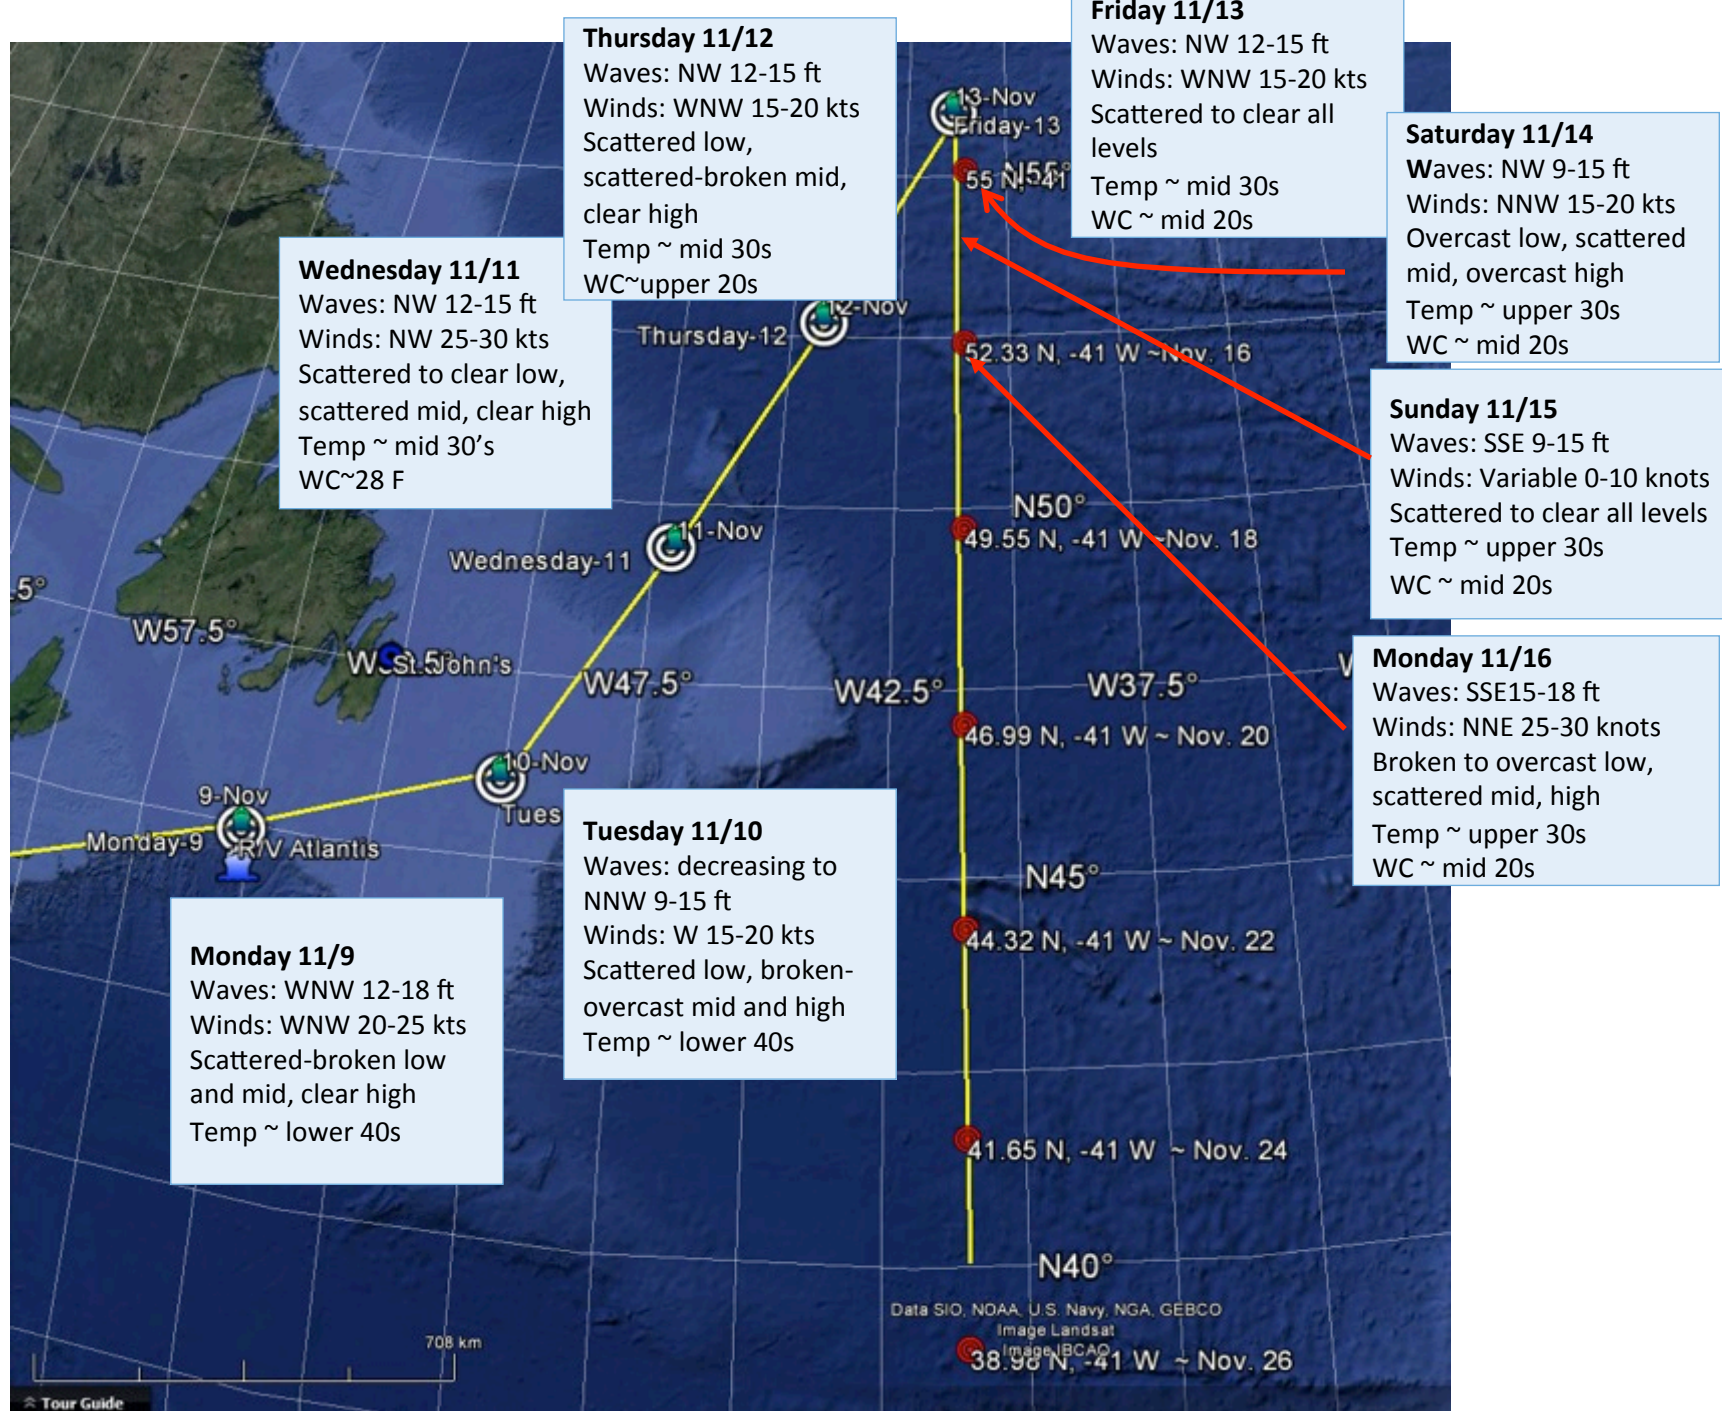 Friday 11/13
Waves: NW 12-15 ft
Winds: WNW 15-20 kts
Scattered to clear all
levels
Temp ~ mid 30s
WC ~ mid 20s
Thursday 11/12
Waves: NW 12-15 ft
Winds: WNW 15-20 kts
Scattered low,
scattered-broken mid,
clear high
Temp ~ mid 30s
WC~upper 20s
Saturday 11/14
Waves: NW 9-15 ft
Winds: NNW 15-20 kts
Overcast low, scattered
mid, overcast high
Temp ~ upper 30s
WC ~ mid 20s
Wednesday 11/11
Waves: NW 12-15 ft
Winds: NW 25-30 kts
Scattered to clear low,
scattered mid, clear high
Temp ~ mid 30’s
WC~28 F
Sunday 11/15
Waves: SSE 9-15 ft
Winds: Variable 0-10 knots
Scattered to clear all levels
Temp ~ upper 30s
WC ~ mid 20s
Monday 11/16
Waves: SSE15-18 ft
Winds: NNE 25-30 knots
Broken to overcast low,
scattered mid, high
Temp ~ upper 30s
WC ~ mid 20s
Tuesday 11/10
Waves: decreasing to
NNW 9-15 ft
Winds: W 15-20 kts
Scattered low, broken-
overcast mid and high
Temp ~ lower 40s
Monday 11/9
Waves: WNW 12-18 ft
Winds: WNW 20-25 kts
Scattered-broken low
and mid, clear high
Temp ~ lower 40s
13-Nov
Friday-13
55 N, -41
N55°
12-Nov
Thursday-12
52.33 N, -41 W ~Nov. 16
N50°
11-Nov
Wednesday-11
49.55 N, -41 W ~Nov. 18
.5°
W57.5°
St. John's
W47.5°
W42.5°
W37.5°
W
46.99 N, -41 W ~ Nov. 20
10-Nov
Tues
9-Nov
Monday-9
R/V Atlantis
N45°
44.32 N, -41 W ~ Nov. 22
41.65 N, -41 W ~ Nov. 24
N40°
Data SIO, NOAA, U.S. Navy, NGA, GEBCO
Image Landsat
Image IBCAO
38.98 N, -41 W ~ Nov. 26
708 km
Tour Guide